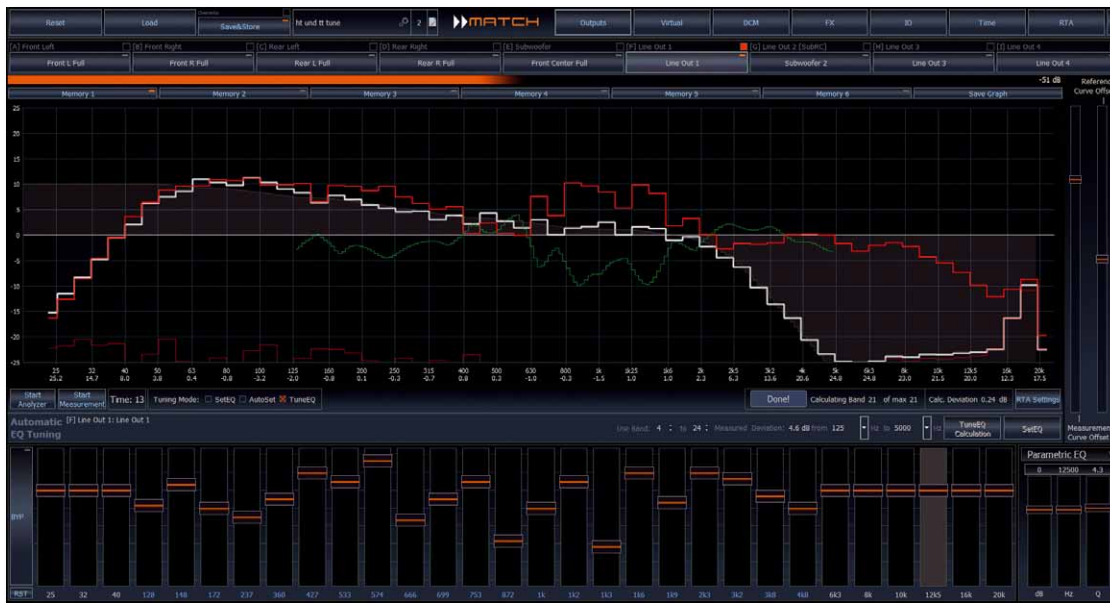 Reset Load Overwrite Save&Store ht und tt tune 2 MATCH Outputs Virtual DCM FX IO Time RTA
[A] Front Left [B] Front Right [C] Rear Left [D] Rear Right [E] Subwoofer [F] Line Out 1 [G] Line Out 2 [SubRC] [H] Line Out 3 [I] Line Out 4
Front L Full Front R Full Rear L Full Rear R Full Front Center Full Line Out 1 Subwoofer 2 Line Out 3 Line Out 4
-51 dB Reference Curve Offset
Memory 1 Memory 2 Memory 3 Memory 4 Memory 5 Memory 6 Save Graph
25
20
15
10
5
0
-5
-10
-15
-20
-25
25 32 40 50 63 80 100 125 160 200 250 315 400 500 630 800 1k 1k25 1k6 2k 2k5 3k2 4k 5k 6k3 8k 10k 12k5 16k 20k
25.2 14.7 8.0 3.8 0.4 -0.8 -3.2 -2.0 -0.8 0.1 -0.3 -0.7 0.8 0.3 -1.0 -0.3 -1.5 1.0 1.0 2.3 6.3 13.6 20.6 24.8 24.8 23.8 21.5 20.0 12.3 17.5
Start Analyzer Start Measurement Time: 13 Tuning Mode: SetEQ AutoSet TuneEQ Done! Calculating Band 21 of max 21 Calc. Deviation 0.24 dB RTA Settings
Automatic EQ Tuning [F] Line Out 1: Line Out 1 Use Band: 4 : to 24 : Measured Deviation: 4.6 dB from 125 Hz to 5000 Hz TuneEQ Calculation SetEQ Measurement Curve Offset
Parametric EQ
0 12500 4.3
BYP
RST 25 32 40 128 148 172 237 360 427 533 574 666 699 753 872 1k 1k2 1k3 1k6 1k9 2k3 3k2 3k8 4k8 6k3 8k 10k 12k5 16k 20k dB Hz Q